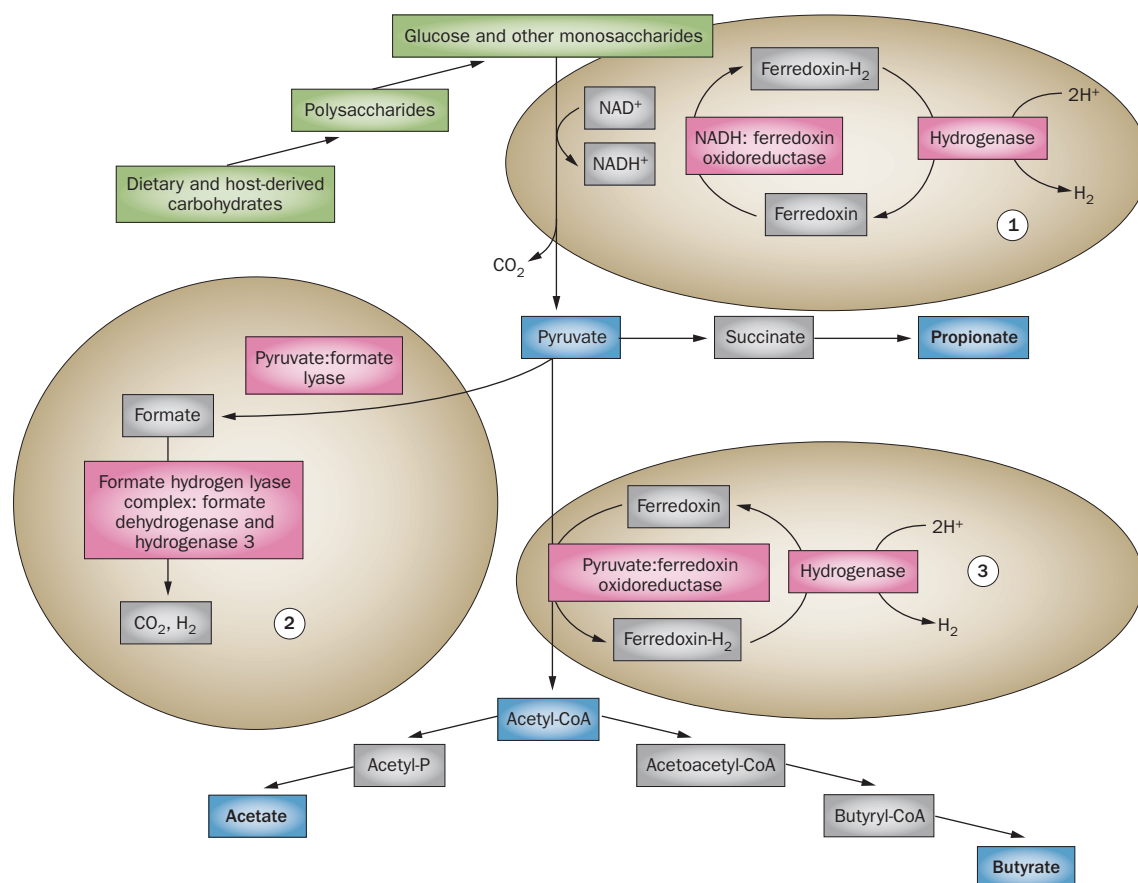 Glucose and other monosaccharides
Polysaccharides
Dietary and host-derived
carbohydrates
NAD⁺
NADH⁺
CO₂
Ferredoxin-H₂
NADH: ferredoxin
oxidoreductase
Ferredoxin
Hydrogenase
2H⁺
H₂
1
Pyruvate
Succinate
Propionate
Pyruvate:formate
lyase
Formate
Formate hydrogen lyase
complex: formate
dehydrogenase and
hydrogenase 3
CO₂, H₂
2
Ferredoxin
Pyruvate:ferredoxin
oxidoreductase
Ferredoxin-H₂
Hydrogenase
2H⁺
H₂
3
Acetyl-CoA
Acetyl-P
Acetate
Acetoacetyl-CoA
Butyryl-CoA
Butyrate